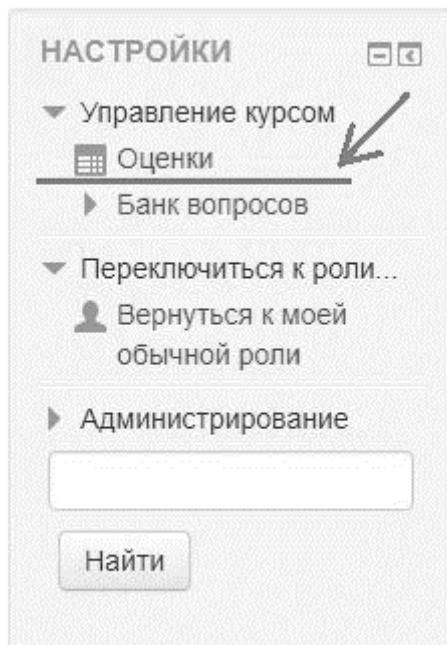 НАСТРОЙКИ
Управление курсом
Оценки
Банк вопросов
Переключиться к роли...
Вернуться к моей
обычной роли
Администрирование
Найти